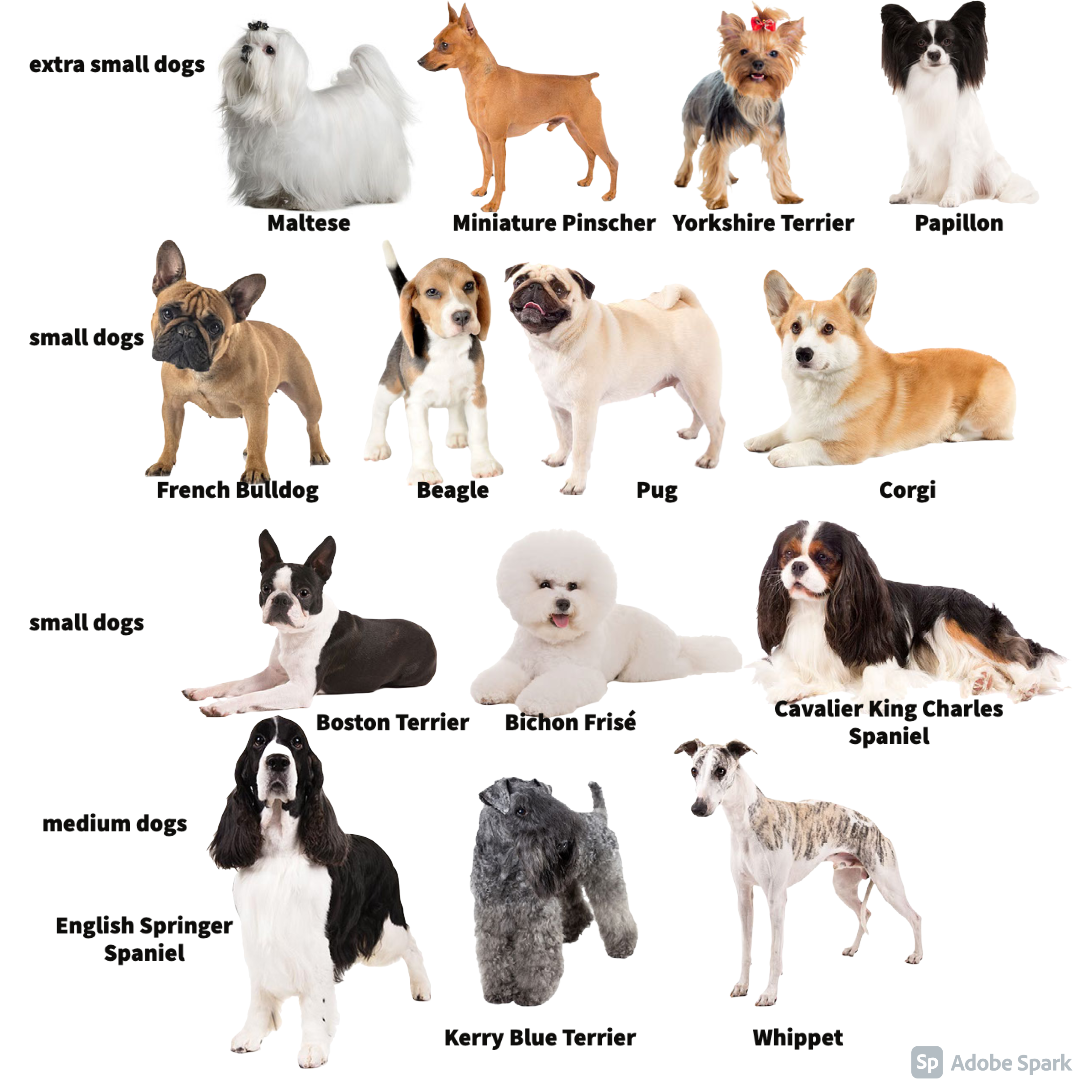 extra small dogs
Maltese
Miniature Pinscher
Yorkshire Terrier
Papillon
small dogs
French Bulldog
Beagle
Pug
Corgi
small dogs
Boston Terrier
Bichon Frisé
Cavalier King Charles
Spaniel
medium dogs
English Springer
Spaniel
Kerry Blue Terrier
Whippet
Sp Adobe Spark